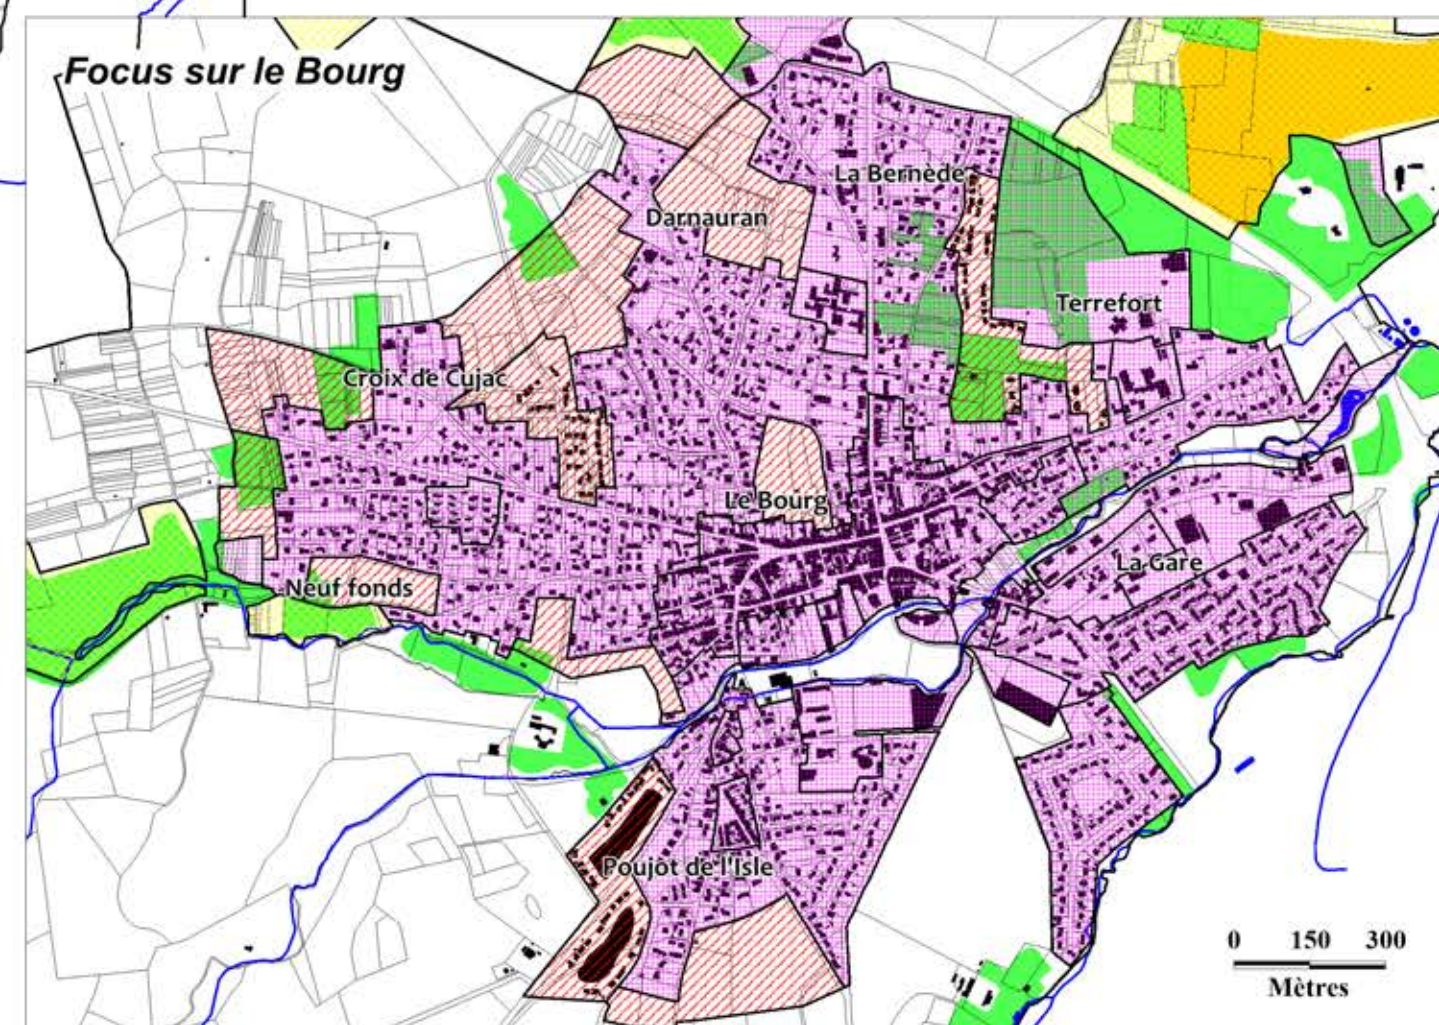 Focus sur le Bourg
La Bernède
Darnauran
Terrefort
Croix de Cujac
Le Bourg
La Gare
Neuf fonds
Poujot de l'Isle
0 150 300
Mètres